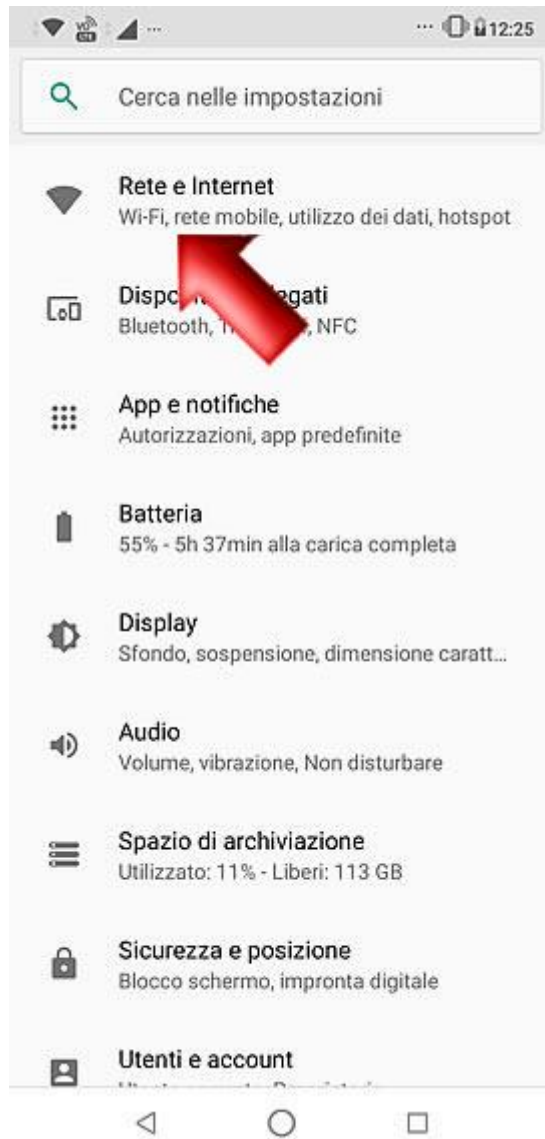 12:25
Cerca nelle impostazioni
Rete e Internet
Wi-Fi, rete mobile, utilizzo dei dati, hotspot
Bluetooth, NFC
App e notifiche
Autorizzazioni, app predefinite
Batteria
55% - 5h 37min alla carica completa
Display
Sfondo, sospensione, dimensione caratt...
Audio
Volume, vibrazione, Non disturbare
Spazio di archiviazione
Utilizzato: 11% - Liberi: 113 GB
Sicurezza e posizione
Blocco schermo, impronta digitale
Utenti e account